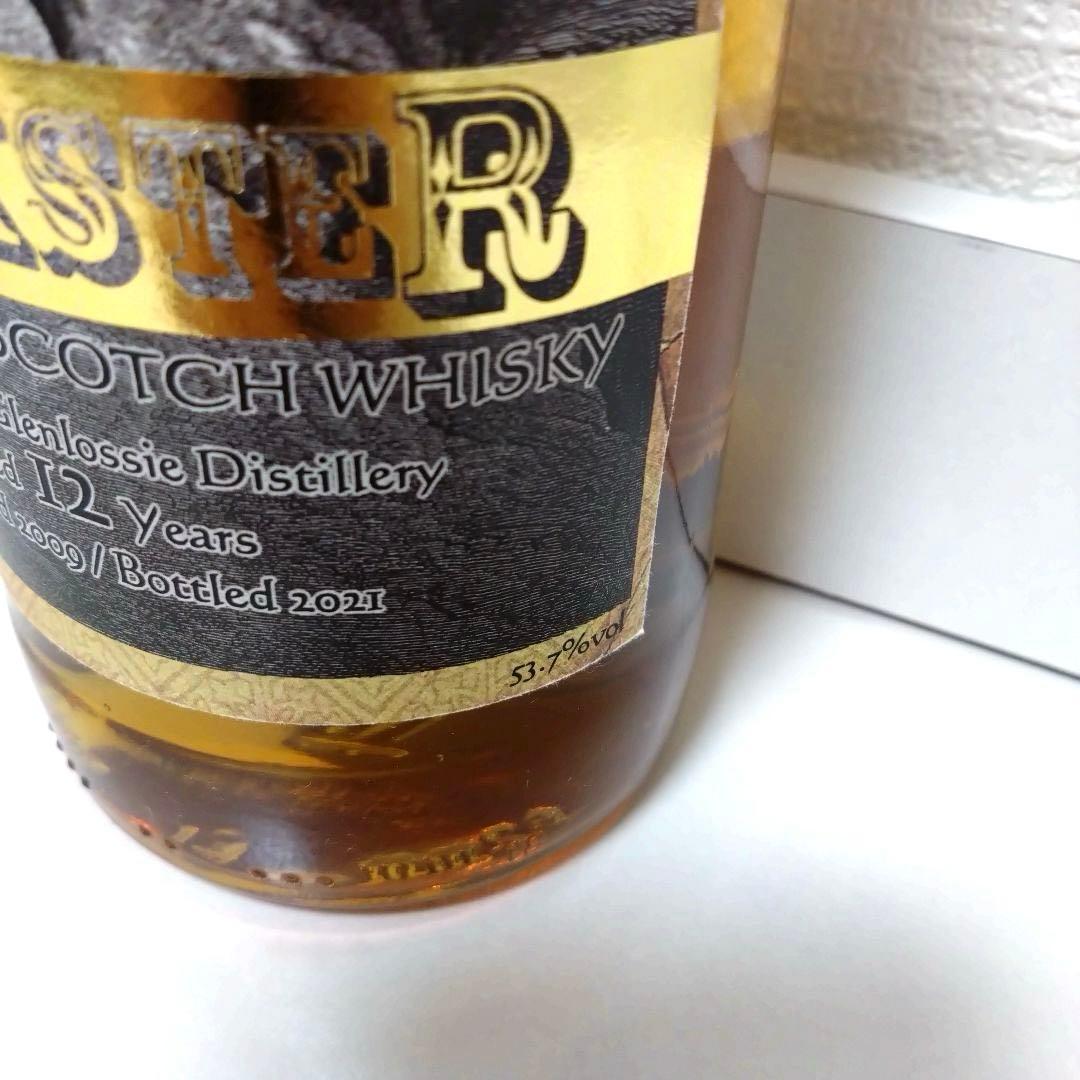 STER
SCOTCH WHISKY
Glenlossie Distillery
12 Years
2009 / Bottled 2021
53.7%vol